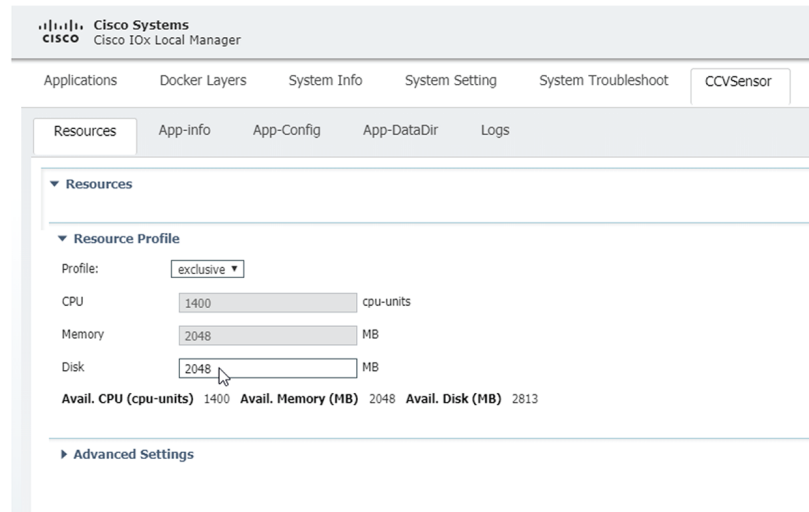 Cisco Systems
CISCO Cisco IOx Local Manager
Applications Docker Layers System Info System Setting System Troubleshoot CCVSensor
Resources App-info App-Config App-DataDir Logs
Resources
Resource Profile
Profile: exclusive
CPU 1400 cpu-units
Memory 2048 MB
Disk 2048 MB
Avail. CPU (cpu-units) 1400 Avail. Memory (MB) 2048 Avail. Disk (MB) 2813
Advanced Settings